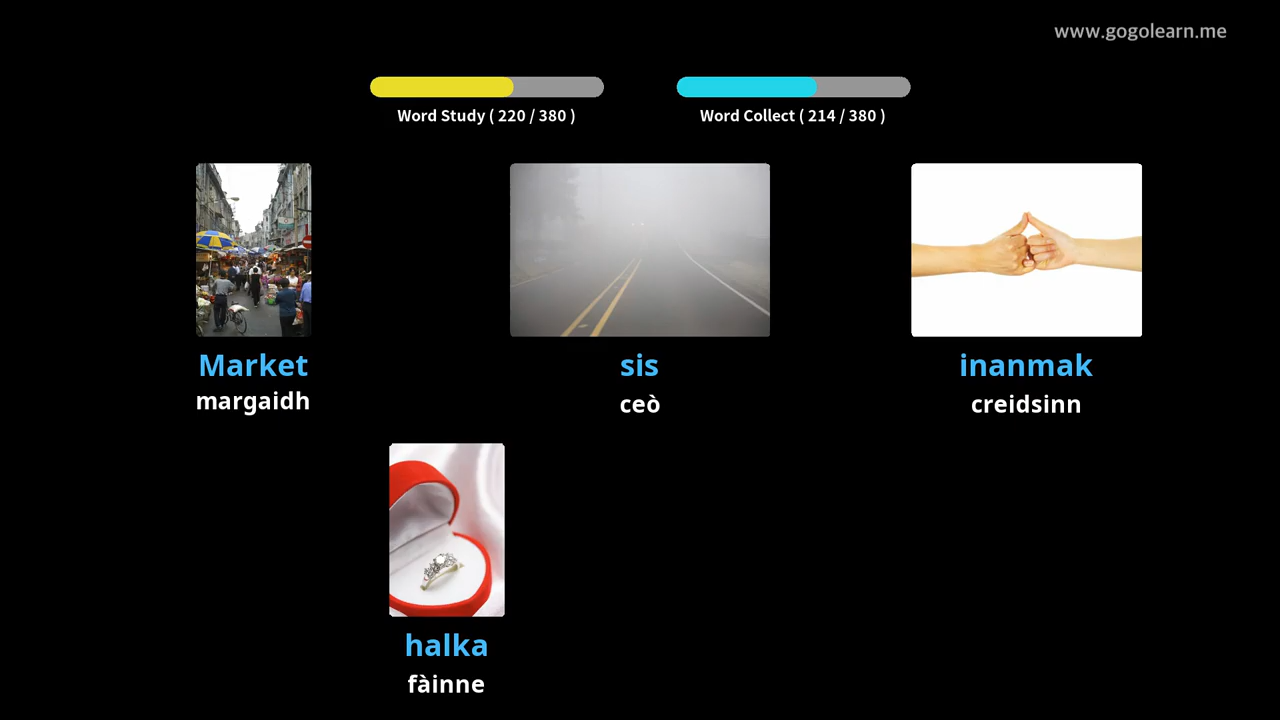 www.gogolearn.me
Word Study ( 220 / 380 )
Word Collect ( 214 / 380 )
Market
margaidh
sis
ceò
inanmak
creidsinn
halka
fàinne